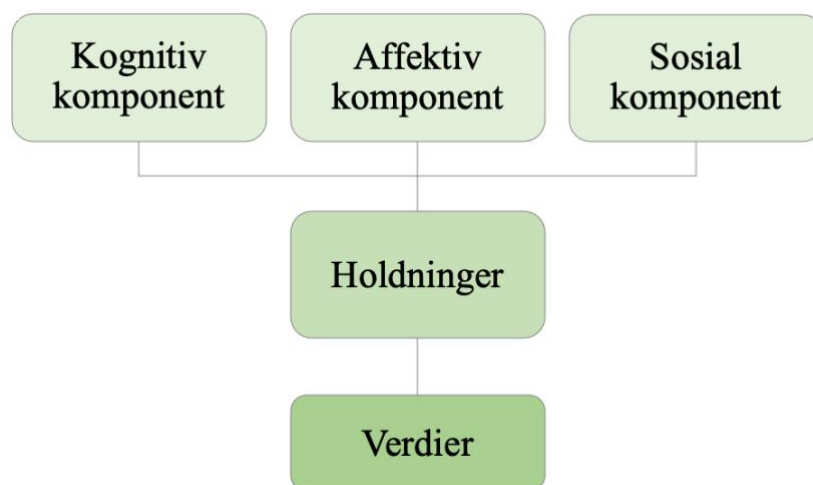 Kognitiv
komponent
Affektiv
komponent
Sosial
komponent
Holdninger
Verdier